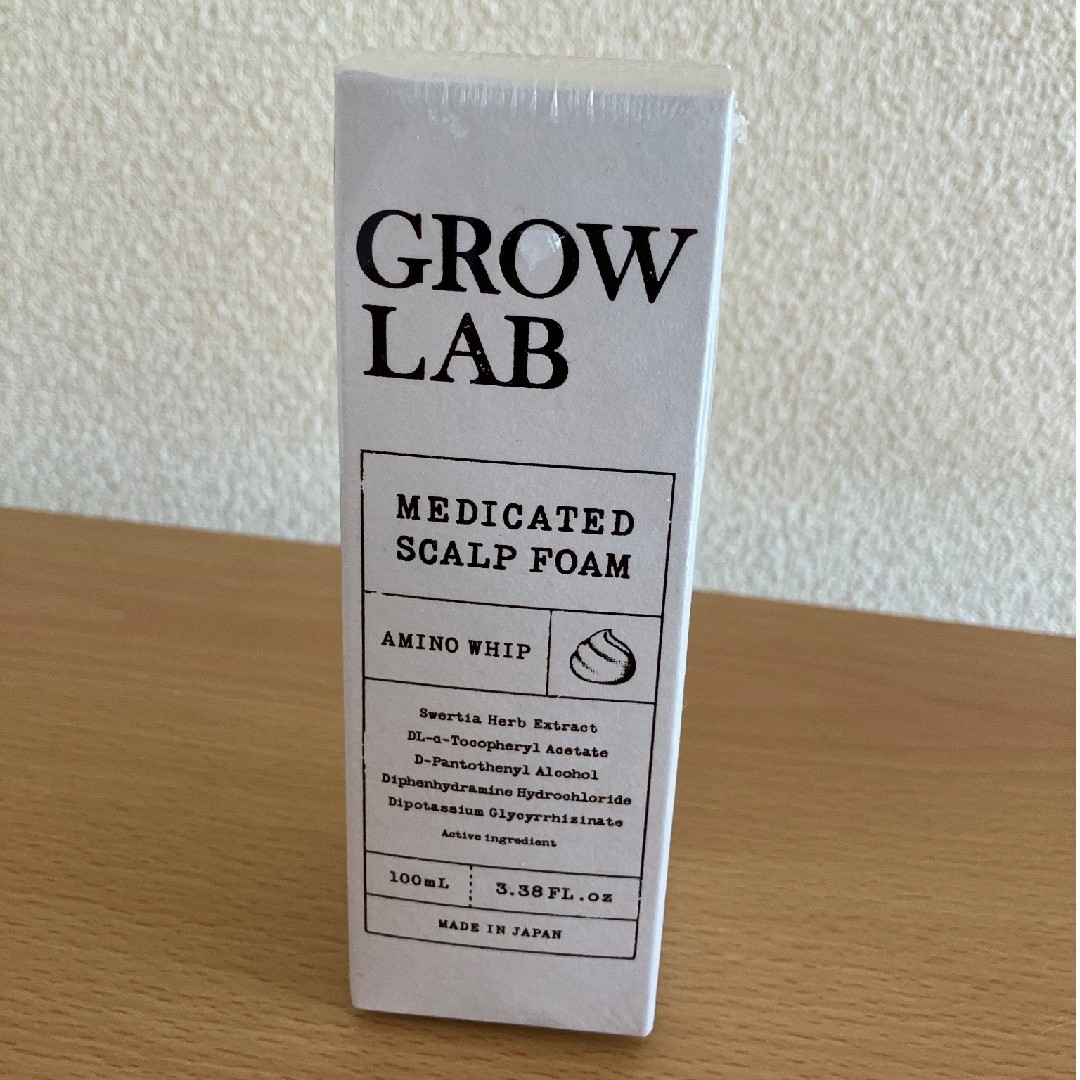 GROW
LAB
MEDICATED
SCALP FOAM
AMINO WHIP
Swertia Herb Extract
DL-α-Tocopheryl Acetate
D-Pantothenyl Alcohol
Diphenhydramine Hydrochloride
Dipotassium Glycyrrhizinate
Active ingredient
100mL
3.38FL.oz
MADE IN JAPAN